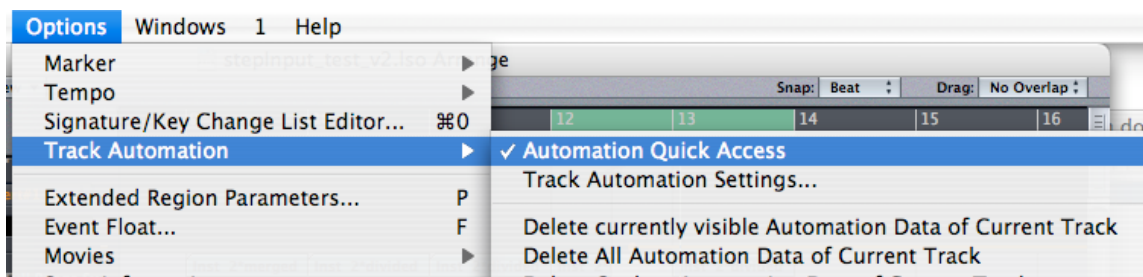 Options Windows 1 Help
stepInput_test_v2.lso Arrange
Marker
Snap: Beat Drag: No Overlap
Tempo
Signature/Key Change List Editor... ⌘0
12 13 14 15 16
Track Automation
✓ Automation Quick Access
Track Automation Settings...
Extended Region Parameters... P
Event Float... F
Delete currently visible Automation Data of Current Track
Movies
Delete All Automation Data of Current Track